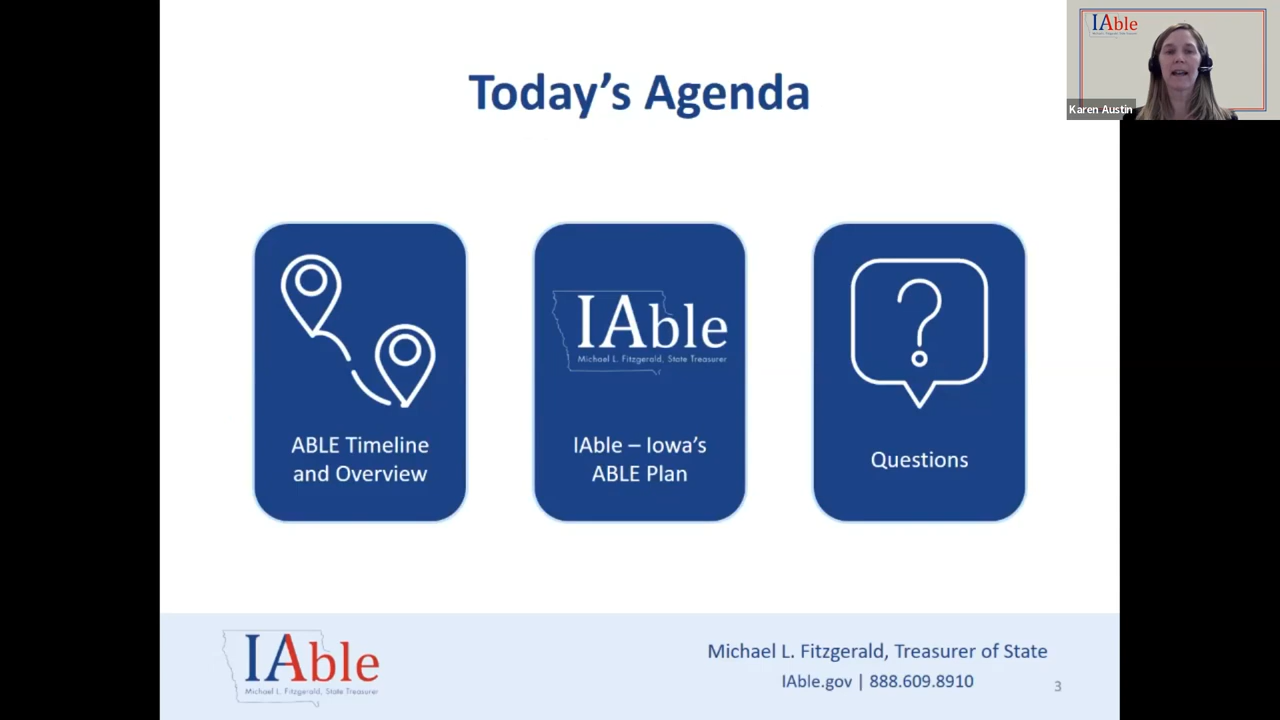 Today's Agenda
IAble
Karen Austin
IAble
Michael L. Fitzgerald, State Treasurer
ABLE Timeline
and Overview
IAble – Iowa's
ABLE Plan
Questions
IAble
Michael L. Fitzgerald, State Treasurer
Michael L. Fitzgerald, Treasurer of State
IAble.gov | 888.609.8910
3